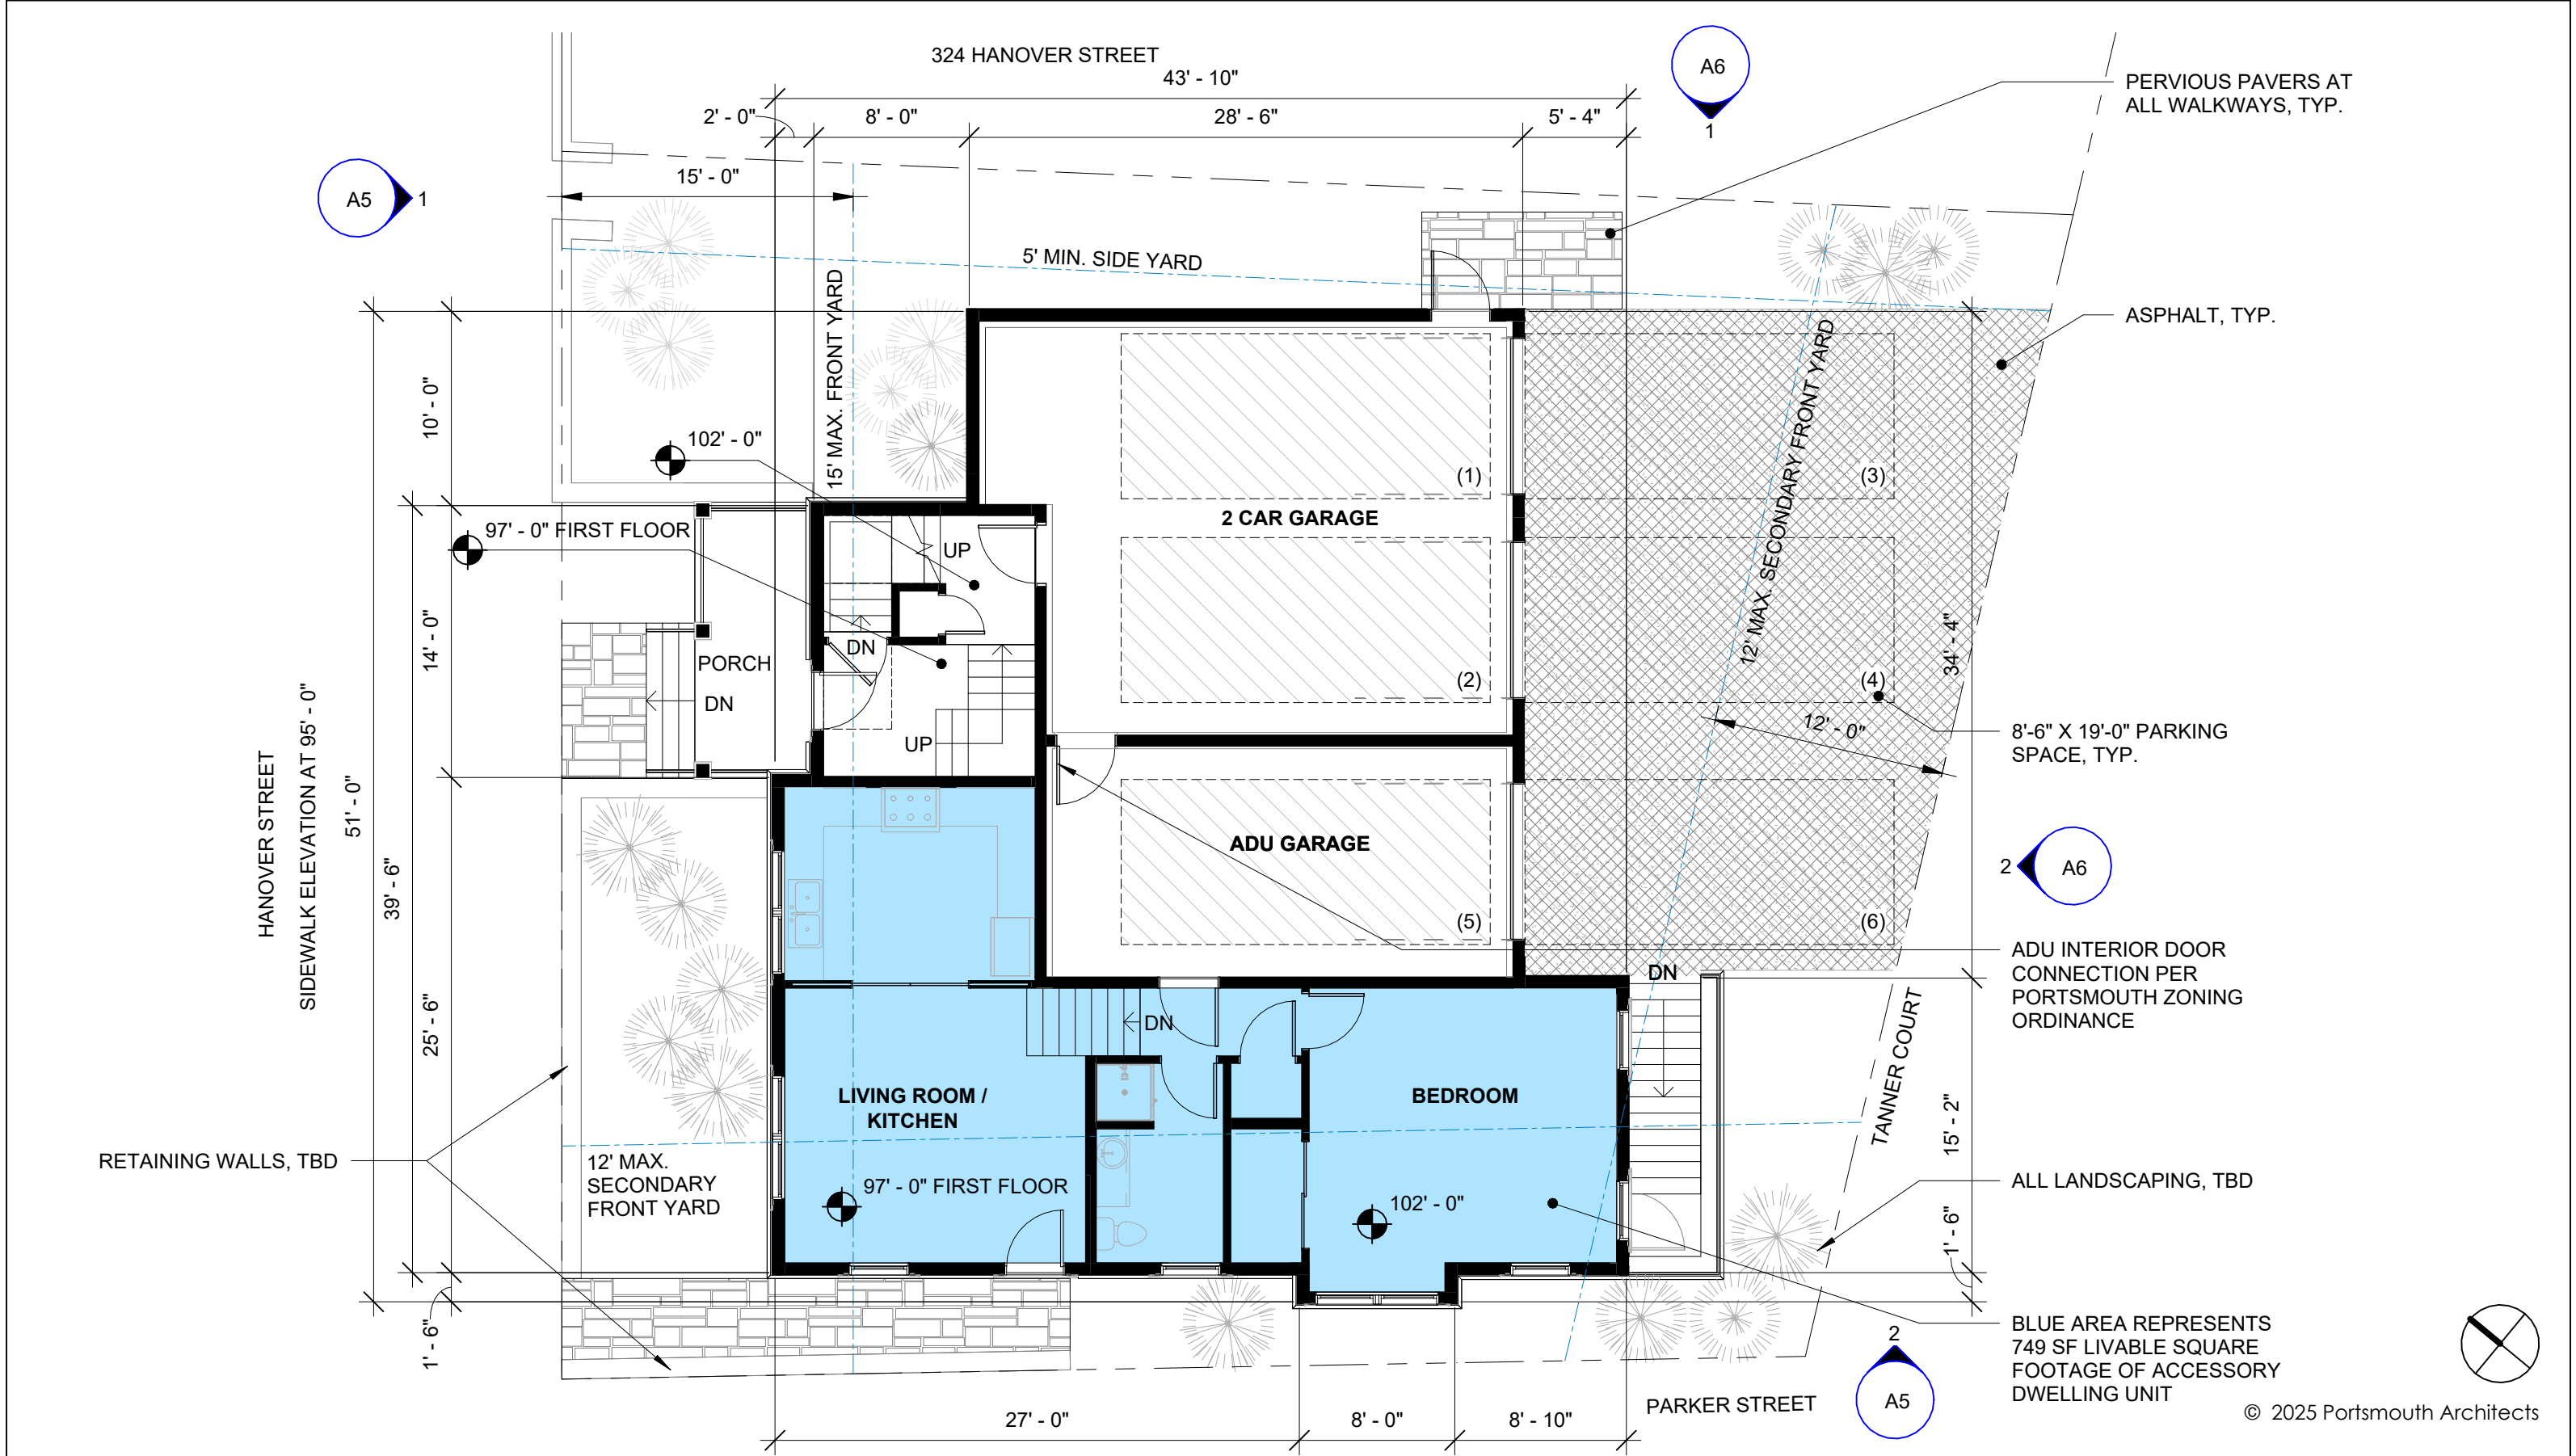 324 HANOVER STREET
43' - 10"
2' - 0"
8' - 0"
28' - 6"
5' - 4"
A6
1
PERVIOUS PAVERS AT
ALL WALKWAYS, TYP.
A5
1
15' - 0"
5' MIN. SIDE YARD
15' MAX. FRONT YARD
ASPHALT, TYP.
10' - 0"
102' - 0"
(1)
(3)
12' MAX. SECONDARY FRONT YARD
97' - 0" FIRST FLOOR
UP
2 CAR GARAGE
14' - 0"
PORCH
DN
DN
UP
(2)
(4)
34' - 4"
12' - 0"
8'-6" X 19'-0" PARKING
SPACE, TYP.
HANOVER STREET
SIDEWALK ELEVATION AT 95' - 0"
51' - 0"
39' - 6"
25' - 6"
ADU GARAGE
(5)
(6)
2
A6
ADU INTERIOR DOOR
CONNECTION PER
PORTSMOUTH ZONING
ORDINANCE
DN
DN
LIVING ROOM /
KITCHEN
BEDROOM
TANNER COURT
15' - 2"
RETAINING WALLS, TBD
12' MAX.
SECONDARY
FRONT YARD
97' - 0" FIRST FLOOR
102' - 0"
ALL LANDSCAPING, TBD
1' - 6"
1' - 6"
BLUE AREA REPRESENTS
749 SF LIVABLE SQUARE
FOOTAGE OF ACCESSORY
DWELLING UNIT
2
A5
PARKER STREET
27' - 0"
8' - 0"
8' - 10"
© 2025 Portsmouth Architects